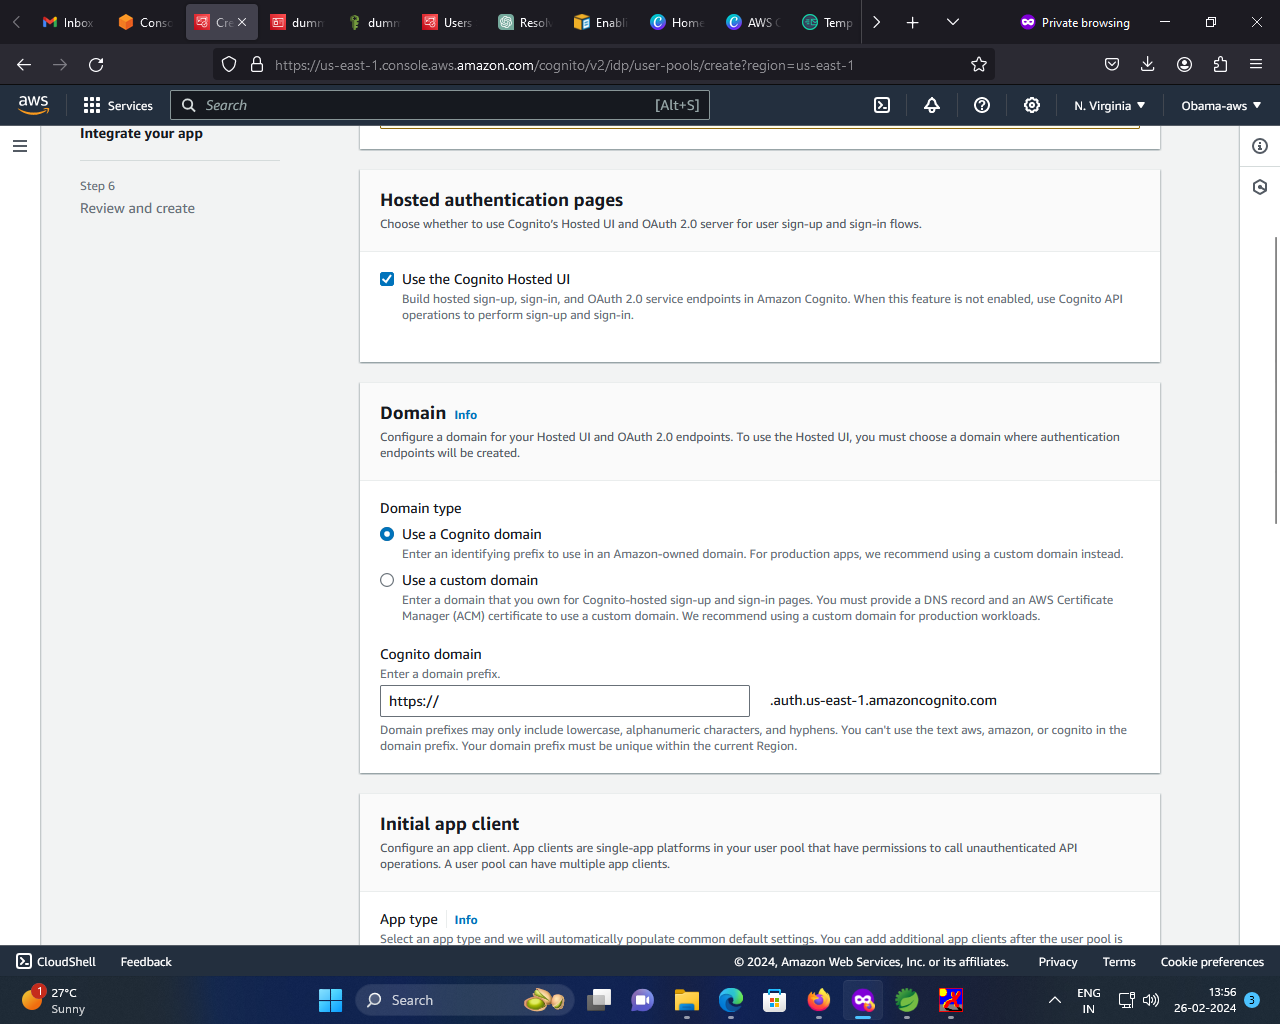 Inbox
Conso
Cre
dumm
dumm
Users
Resolv
Enabli
Home
AWS C
Temp
Private browsing
https://us-east-1.console.aws.amazon.com/cognito/v2/idp/user-pools/create?region=us-east-1
aws
Services
Search
[Alt+S]
N. Virginia
Obama-aws
Integrate your app
Step 6
Review and create
Hosted authentication pages
Choose whether to use Cognito's Hosted UI and OAuth 2.0 server for user sign-up and sign-in flows.
Use the Cognito Hosted UI
Build hosted sign-up, sign-in, and OAuth 2.0 service endpoints in Amazon Cognito. When this feature is not enabled, use Cognito API
operations to perform sign-up and sign-in.
Domain Info
Configure a domain for your Hosted UI and OAuth 2.0 endpoints. To use the Hosted UI, you must choose a domain where authentication
endpoints will be created.
Domain type
Use a Cognito domain
Enter an identifying prefix to use in an Amazon-owned domain. For production apps, we recommend using a custom domain instead.
Use a custom domain
Enter a domain that you own for Cognito-hosted sign-up and sign-in pages. You must provide a DNS record and an AWS Certificate
Manager (ACM) certificate to use a custom domain. We recommend using a custom domain for production workloads.
Cognito domain
Enter a domain prefix.
https://
.auth.us-east-1.amazoncognito.com
Domain prefixes may only include lowercase, alphanumeric characters, and hyphens. You can't use the text aws, amazon, or cognito in the
domain prefix. Your domain prefix must be unique within the current Region.
Initial app client
Configure an app client. App clients are single-app platforms in your user pool that have permissions to call unauthenticated API
operations. A user pool can have multiple app clients.
App type Info
Select an app type and we will automatically populate common default settings. You can add additional app clients after the user pool is
CloudShell
Feedback
© 2024, Amazon Web Services, Inc. or its affiliates.
Privacy
Terms
Cookie preferences
1
27°C
Sunny
Search
ENG
IN
13:56
26-02-2024
3